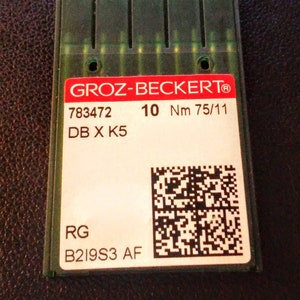 GROZ-BECKERT®
783472 10 Nm 75/11
DB X K5
RG
B2I9S3 AF